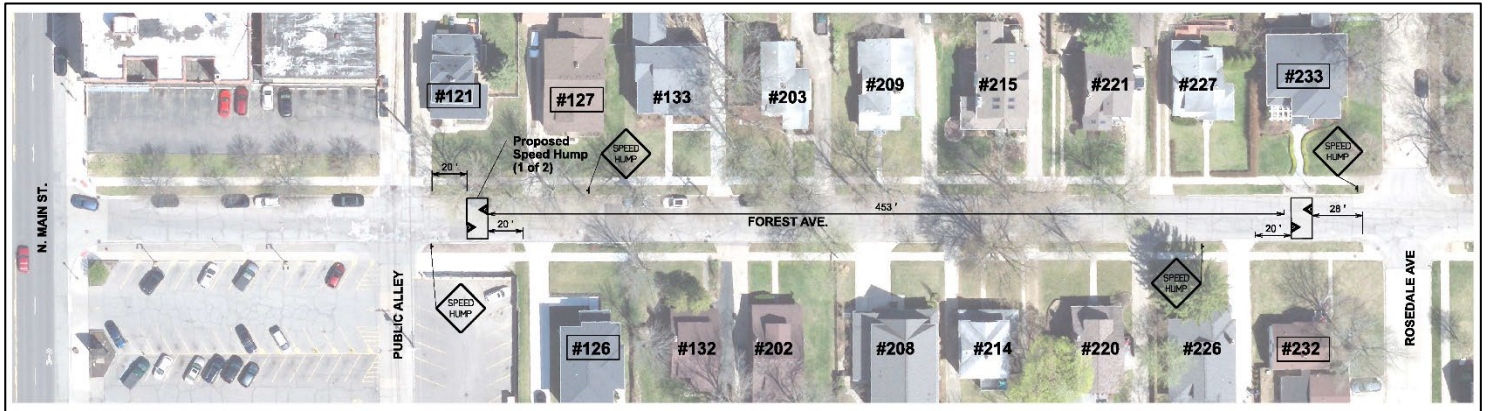 #121
#127
#133
#203
#209
#215
#221
#227
#233
Proposed
Speed Hump
(1 of 2)
SPEED
HUMP
SPEED
HUMP
20 '
N. MAIN ST.
453 '
FOREST AVE.
20 '
28 '
20 '
PUBLIC ALLEY
SPEED
HUMP
SPEED
HUMP
ROSEDALE AVE
#126
#132
#202
#208
#214
#220
#226
#232